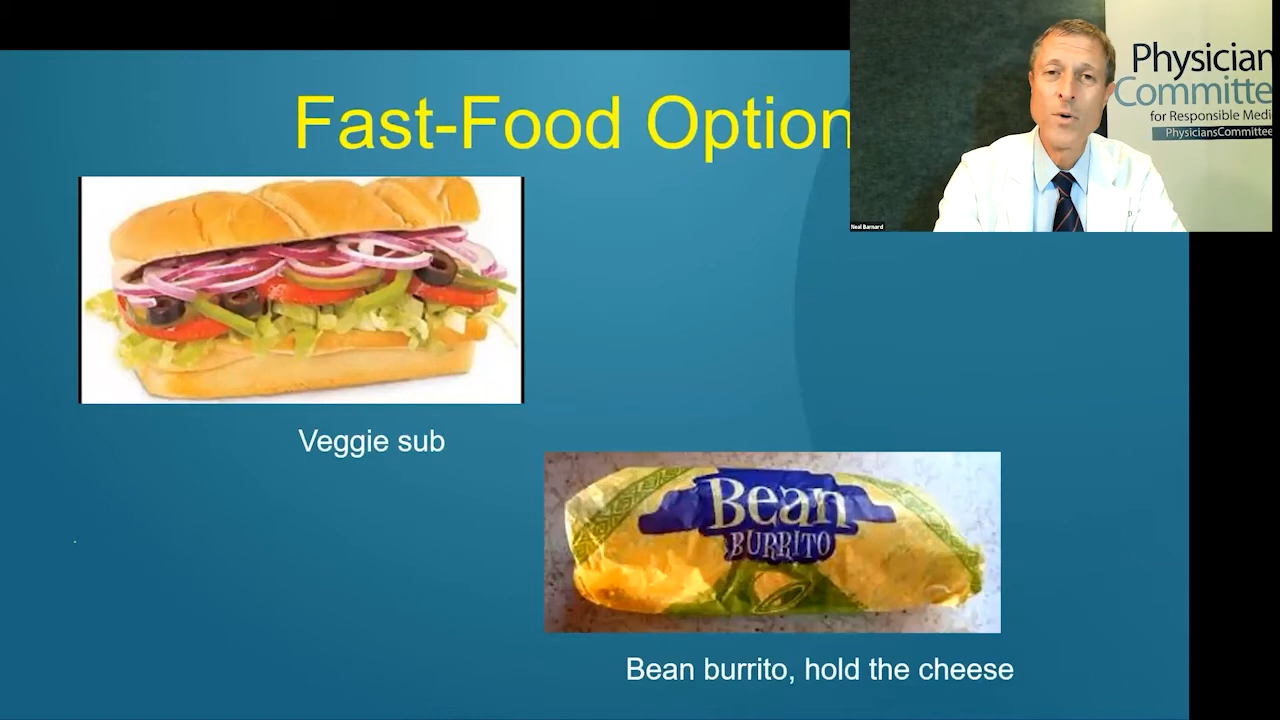 Fast-Food Option
Physician
Committe
for Responsible Medi
PhysiciansCommittee
Neal Barnard
Veggie sub
Bean
BURRITO
Bean burrito, hold the cheese